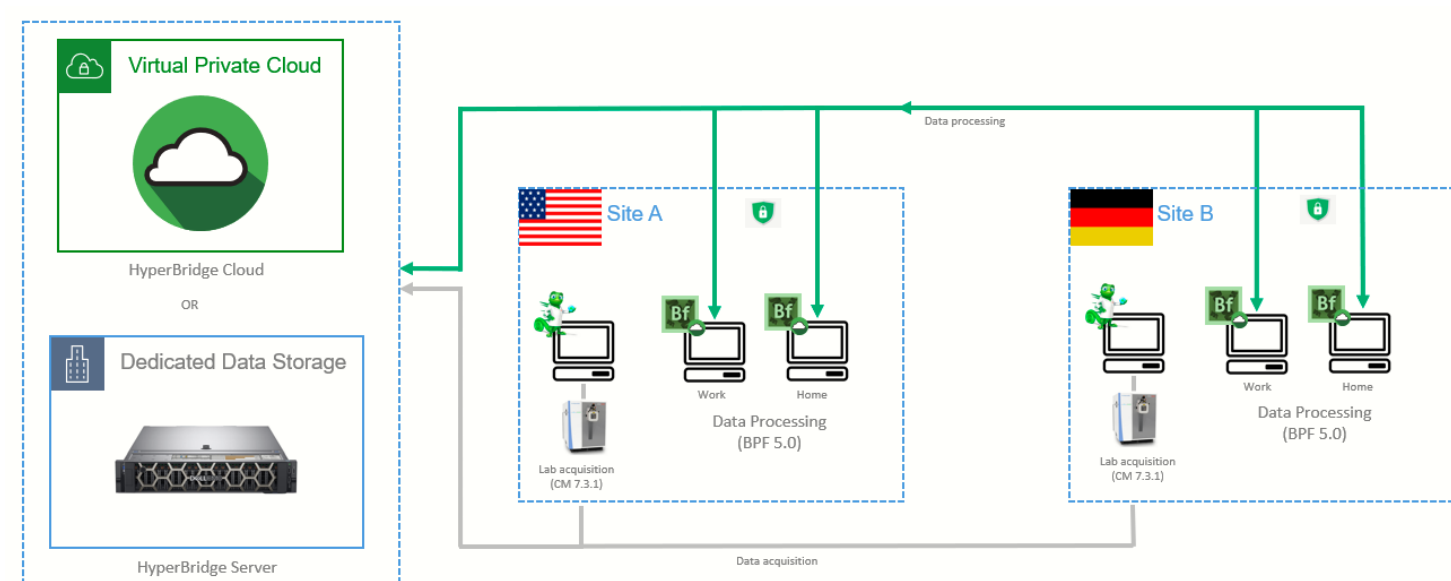 Virtual Private Cloud
HyperBridge Cloud
OR
Dedicated Data Storage
DELL EMC
HyperBridge Server
Data processing
Site A
Bf
Bf
Work
Home
Data Processing
(BPF 5.0)
Lab acquisition
(CM 7.3.1)
Site B
Bf
Bf
Work
Home
Data Processing
(BPF 5.0)
Lab acquisition
(CM 7.3.1)
Data acquisition